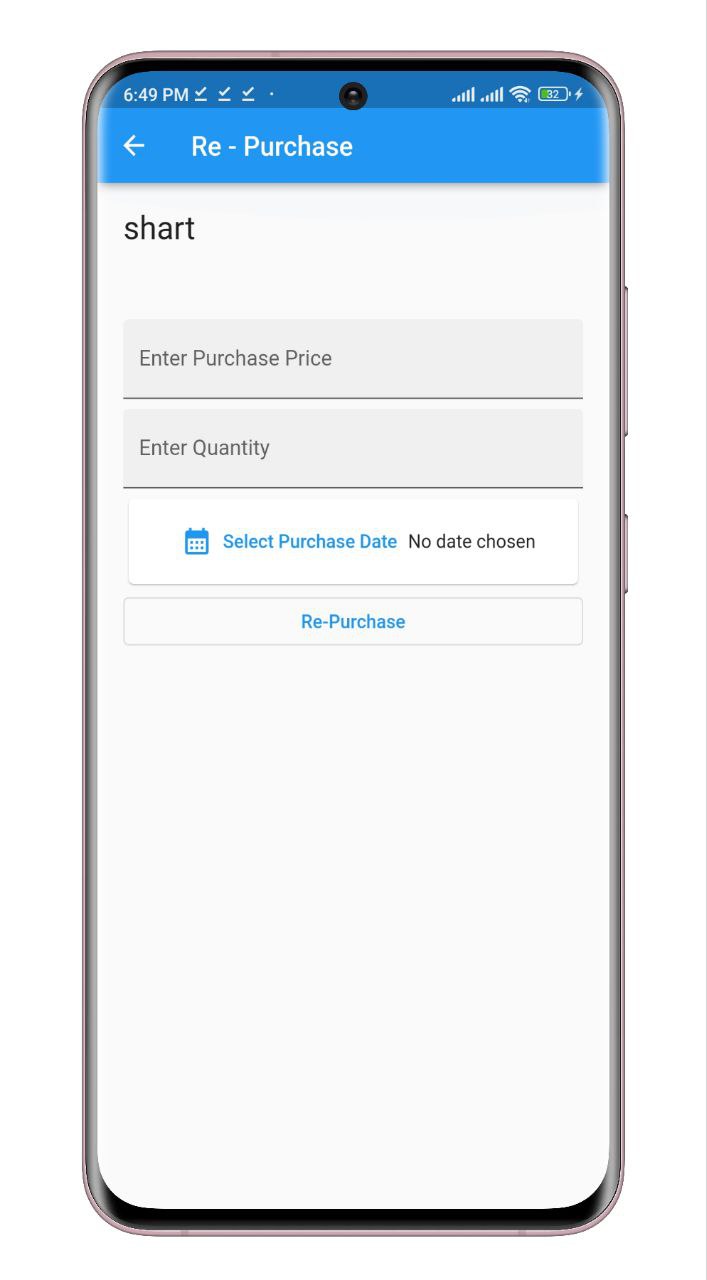 6:49 PM 32
Re - Purchase
shart
Enter Purchase Price
Enter Quantity
Select Purchase Date No date chosen
Re-Purchase